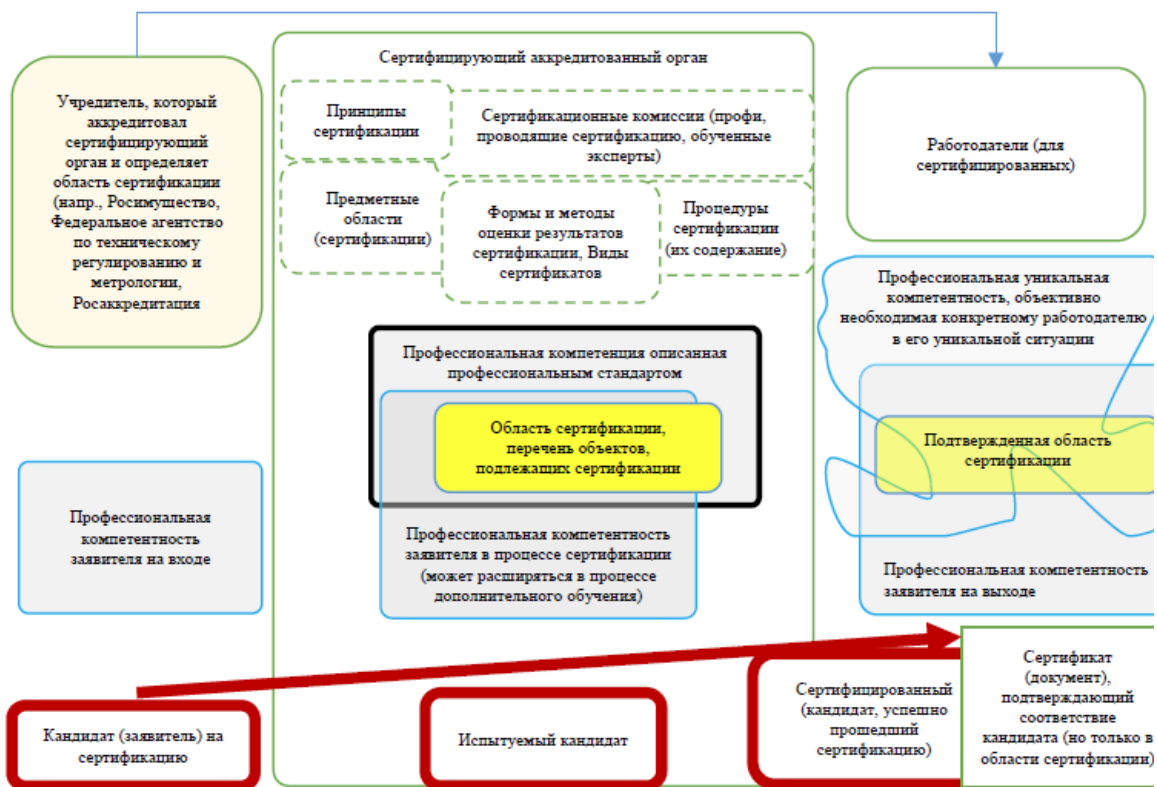 Сертифицирующий аккредитованный орган
Учредитель, который
аккредитовал
сертифицирующий
орган и определяет
область сертификации
(напр., Росимущество,
Федеральное агентство
по техническому
регулированию и
метрологии,
Росаккредитация
Принципы
сертификации
Сертификационные комиссии (профи,
проводящие сертификацию, обученные
эксперты)
Предметные
области
(сертификации)
Формы и методы
оценки результатов
сертификации, Виды
сертификатов
Процедуры
сертификации
(их содержание)
Работодатели (для
сертифицированных)
Профессиональная уникальная
компетентность, объективно
необходимая конкретному работодателю
в его уникальной ситуации
Профессиональная компетенция описанная
профессиональным стандартом
Область сертификации,
перечень объектов,
подлежащих сертификации
Подтвержденная область
сертификации
Профессиональная
компетентность
заявителя на входе
Профессиональная компетентность
заявителя в процессе сертификации
(может расширяться в процессе
дополнительного обучения)
Профессиональная компетентность
заявителя на выходе
Кандидат (заявитель) на
сертификацию
Испытуемый кандидат
Сертифицированный
(кандидат, успешно
прошедший
сертификацию)
Сертификат
(документ),
подтверждающий
соответствие
кандидата (но только в
области сертификации)